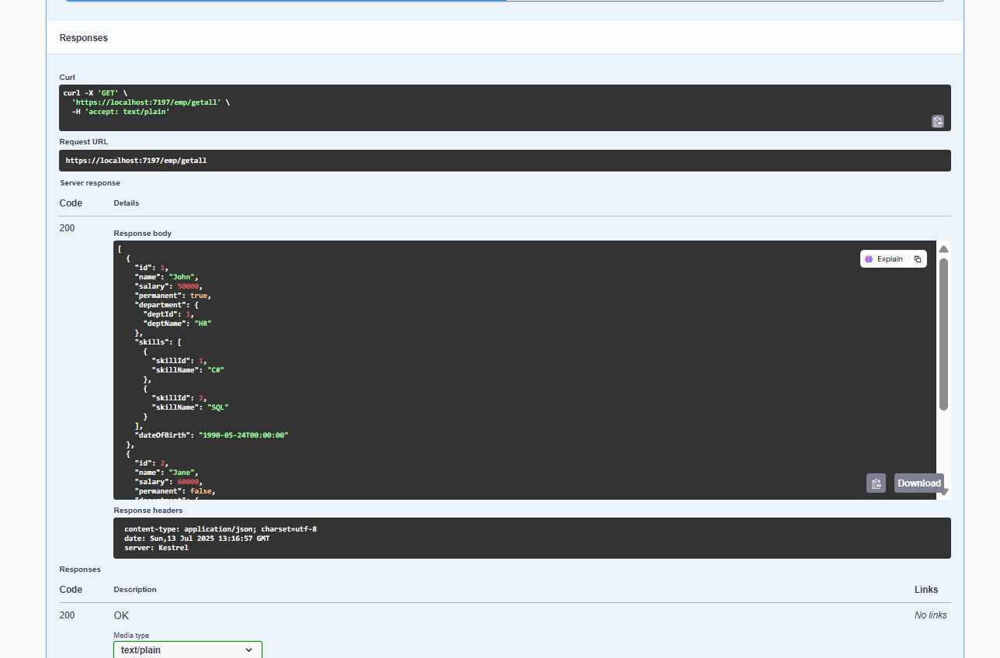 Responses
Curl
curl -X 'GET' \
  'https://localhost:7197/emp/getall' \
  -H 'accept: text/plain'
Request URL
https://localhost:7197/emp/getall
Server response
Code Details
200
Response body
[
  {
    "id": 1,
    "name": "John",
    "salary": 50000,
    "permanent": true,
    "department": {
      "deptId": 1,
      "deptName": "HR"
    },
    "skills": [
      {
        "skillId": 1,
        "skillName": "C#"
      },
      {
        "skillId": 2,
        "skillName": "SQL"
      }
    ],
    "dateOfBirth": "1990-05-24T00:00:00"
  },
  {
    "id": 2,
    "name": "Jane",
    "salary": 60000,
    "permanent": false,
    "department": {
Explain
Download
Response headers
content-type: application/json; charset=utf-8
date: Sun,13 Jul 2025 13:16:57 GMT
server: Kestrel
Responses
Code Description Links
200 OK No links
Media type
text/plain